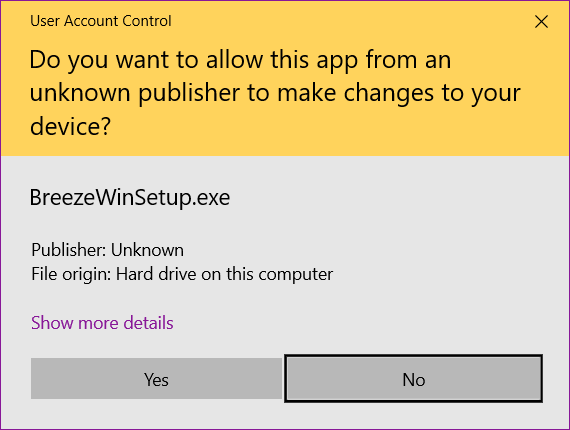 User Account Control
Do you want to allow this app from an
unknown publisher to make changes to your
device?
BreezeWinSetup.exe
Publisher: Unknown
File origin: Hard drive on this computer
Show more details
Yes
No